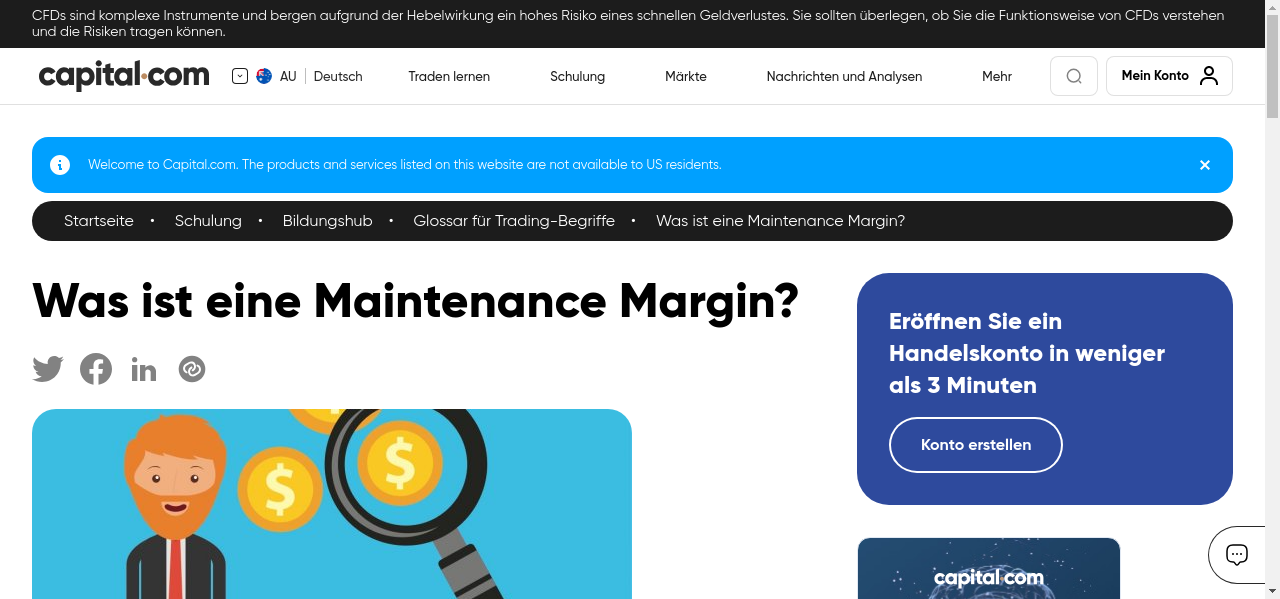 CFDs sind komplexe Instrumente und bergen aufgrund der Hebelwirkung ein hohes Risiko eines schnellen Geldverlustes. Sie sollten überlegen, ob Sie die Funktionsweise von CFDs verstehen
und die Risiken tragen können.
capital.com
AU
Deutsch
Traden lernen
Schulung
Märkte
Nachrichten und Analysen
Mehr
Mein Konto
Welcome to Capital.com. The products and services listed on this website are not available to US residents.
Startseite • Schulung • Bildungshub • Glossar für Trading-Begriffe • Was ist eine Maintenance Margin?
Was ist eine Maintenance Margin?
Eröffnen Sie ein
Handelskonto in weniger
als 3 Minuten
Konto erstellen
$
$
capital.com